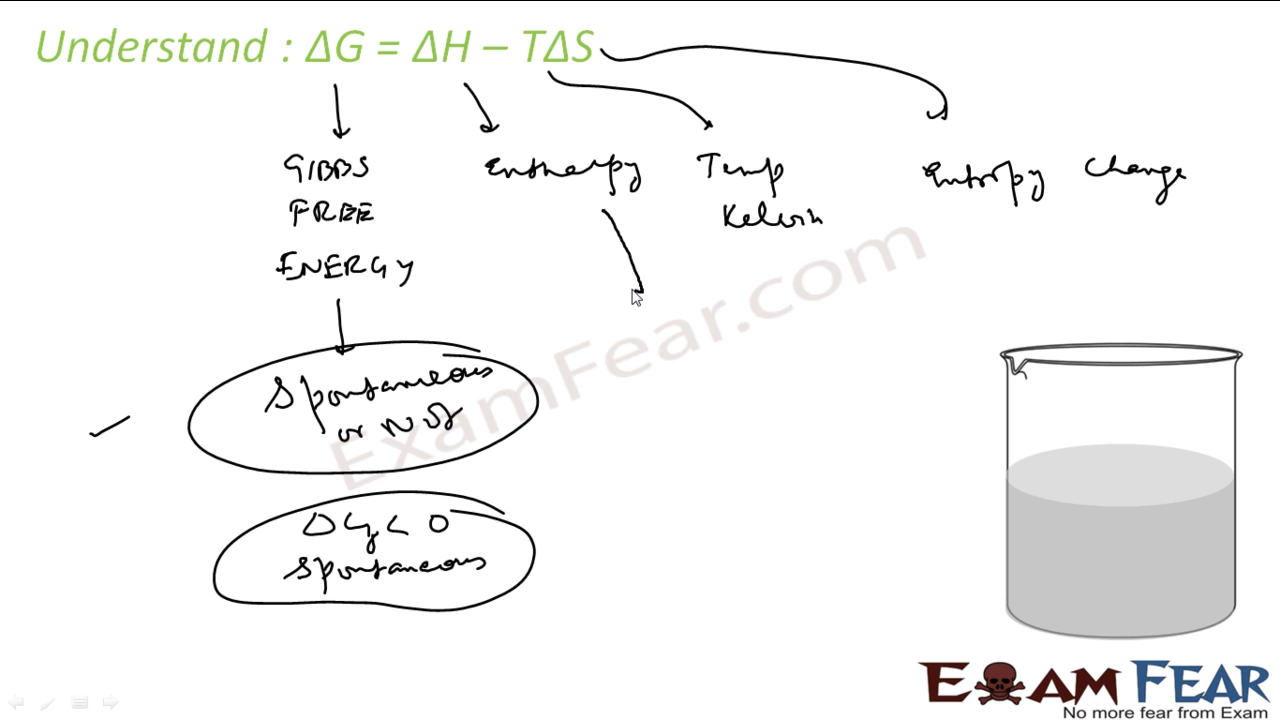 Understand : ΔG = ΔH – TΔS
GIBBS
FREE
ENERGY
Enthalpy
Temp
Kelvin
Entropy Change
Spontaneous
or Not
ΔG < 0
Spontaneous
ExamFear.com
EXAM FEAR
No more fear from Exam